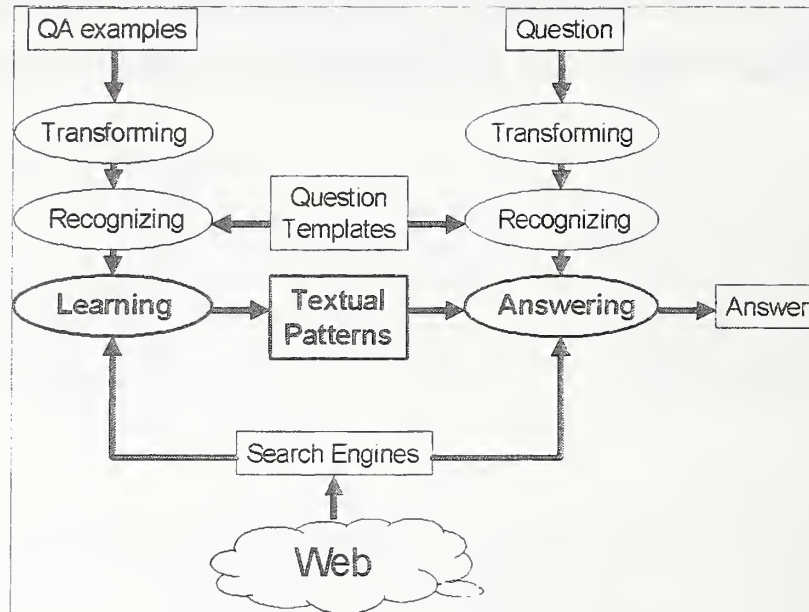 QA examples
Question
Transforming
Transforming
Recognizing
Question
Templates
Recognizing
Learning
Textual
Patterns
Answering
Answer
Search Engines
Web